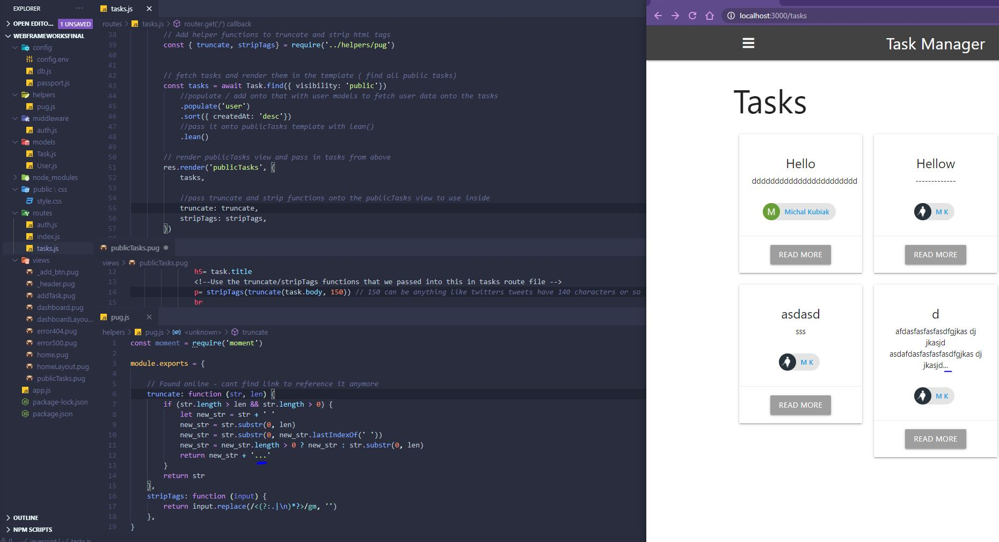 EXPLORER ...
OPEN EDITO... 1 UNSAVED
WEBFRAMEWORKSFINAL
config
config.env
db.js
passport.js
helpers
pug.js
middleware
auth.js
models
Task.js
User.js
node_modules
public \ css
style.css
routes
auth.js
index.js
tasks.js
views
_add_btn.pug
_header.pug
addTask.pug
dashboard.pug
dashboardLayou...
error404.pug
error500.pug
home.pug
homeLayout.pug
publicTasks.pug
app.js
package-lock.json
package.json
OUTLINE
NPM SCRIPTS
0 javascript | tasks.js
tasks.js
routes > tasks.js > router.get('/') callback
38 // Add helper functions to truncate and strip html tags
39 const { truncate, stripTags} = require('../helpers/pug')
40
41
42 // fetch tasks and render them in the template ( find all public tasks)
43 const tasks = await Task.find({ visibility: 'public'})
44 //populate / add onto that with user models to fetch user data onto the tasks
45 .populate('user')
46 .sort({ createdAt: 'desc'})
47 //pass it onto publicTasks template with lean()
48 .lean()
49
50 // render publicTasks view and pass in tasks from above
51 res.render('publicTasks', {
52 tasks,
53
54 //pass truncate and strip functions onto the publicTasks view to use inside
55 truncate: truncate,
56 stripTags: stripTags,
57 })
publicTasks.pug
views > publicTasks.pug
12 h5= task.title
13 <!--Use the truncate/stripTags functions that we passed into this in tasks route file -->
14 p= stripTags(truncate(task.body, 150)) // 150 can be anything like twitters tweets have 140 characters or so
15 br
pug.js
helpers > pug.js > <unknown> > truncate
1 const moment = require('moment')
2
3 module.exports = {
4
5 // Found online - cant find link to reference it anymore
6 truncate: function (str, len) {
7 if (str.length > len && str.length > 0) {
8 let new_str = str + ' '
9 new_str = str.substr(0, len)
10 new_str = str.substr(0, new_str.lastIndexOf(' '))
11 new_str = new_str.length > 0 ? new_str : str.substr(0, len)
12 return new_str + '...'
13 }
14 return str
15 },
16 stripTags: function (input) {
17 return input.replace(/<(?:.|\n)*?>/gm, '')
18 },
19 }
localhost:3000/tasks
Task Manager
Tasks
Hello
ddddddddddddddddddddddd
M Michal Kubiak
READ MORE
Hellow
-------------
M K
READ MORE
asdasd
sss
M K
READ MORE
d
afdasfasfasfasdfgjkas dj
jkasjd
asdafdasfasfasfasdfgjkas dj
jkasjd...
M K
READ MORE